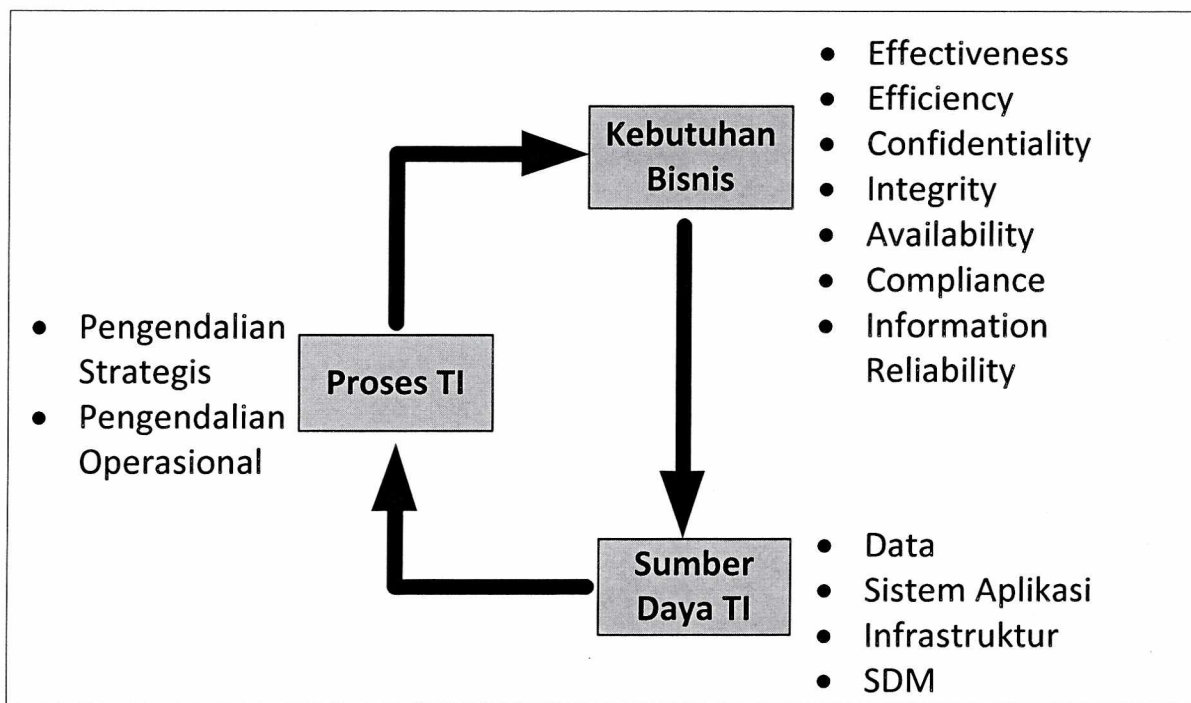 • Effectiveness
• Efficiency
• Confidentiality
• Integrity
• Availability
• Compliance
• Information
Reliability
Kebutuhan
Bisnis
• Pengendalian
Strategis
• Pengendalian
Operasional
Proses TI
Sumber
Daya TI
• Data
• Sistem Aplikasi
• Infrastruktur
• SDM